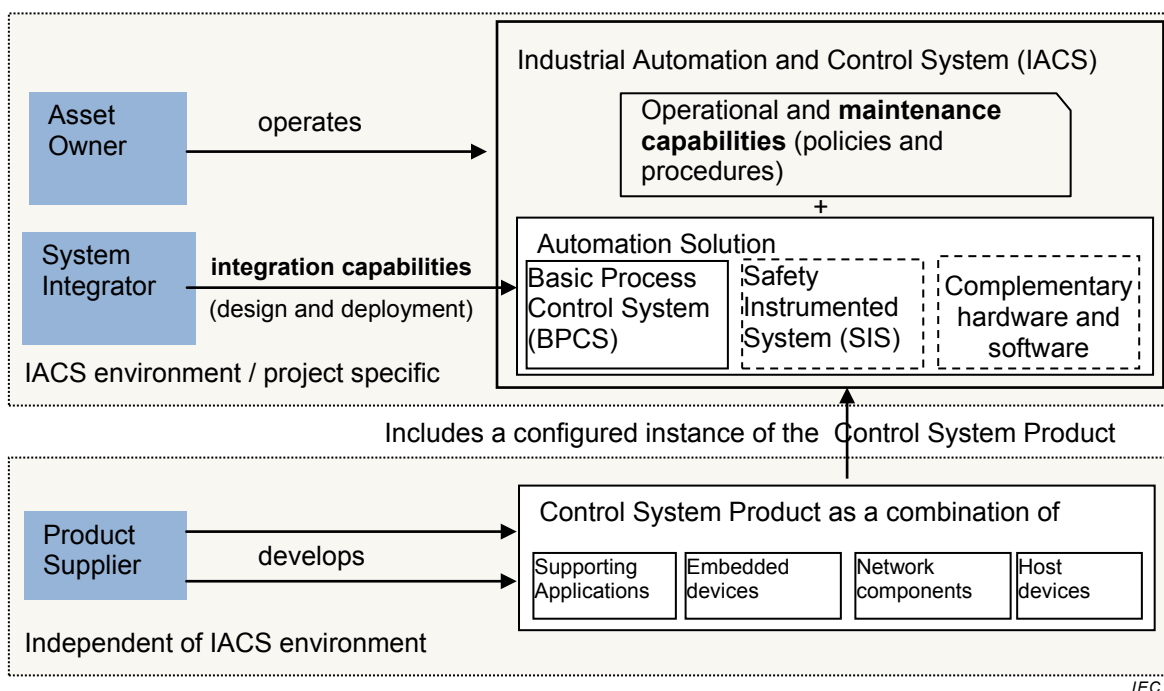 Industrial Automation and Control System (IACS)
Asset
Owner
operates
Operational and maintenance
capabilities (policies and
procedures)
+
System
Integrator
integration capabilities
(design and deployment)
Automation Solution
Basic Process
Control System
(BPCS)
Safety
Instrumented
System (SIS)
Complementary
hardware and
software
IACS environment / project specific
Includes a configured instance of the Control System Product
Product
Supplier
develops
Control System Product as a combination of
Supporting
Applications
Embedded
devices
Network
components
Host
devices
Independent of IACS environment
IEC